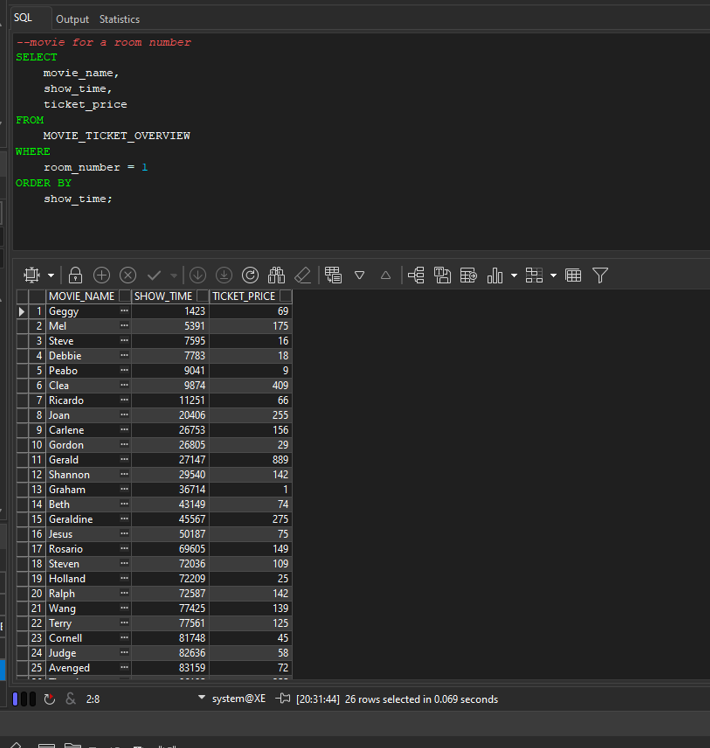 SQL Output Statistics
--movie for a room number
SELECT
movie_name,
show_time,
ticket_price
FROM
MOVIE_TICKET_OVERVIEW
WHERE
room_number = 1
ORDER BY
show_time;
MOVIE_NAME SHOW_TIME TICKET_PRICE
1 Geggy ... 1423 69
2 Mel ... 5391 175
3 Steve ... 7595 16
4 Debbie ... 7783 18
5 Peabo ... 9041 9
6 Clea ... 9874 409
7 Ricardo ... 11251 66
8 Joan ... 20406 255
9 Carlene ... 26753 156
10 Gordon ... 26805 29
11 Gerald ... 27147 889
12 Shannon ... 29540 142
13 Graham ... 36714 1
14 Beth ... 43149 74
15 Geraldine ... 45567 275
16 Jesus ... 50187 75
17 Rosario ... 69605 149
18 Steven ... 72036 109
19 Holland ... 72209 25
20 Ralph ... 72587 142
21 Wang ... 77425 139
22 Terry ... 77561 125
23 Cornell ... 81748 45
24 Judge ... 82636 58
25 Avenged ... 83159 72
& 2:8 system@XE [20:31:44] 26 rows selected in 0.069 seconds